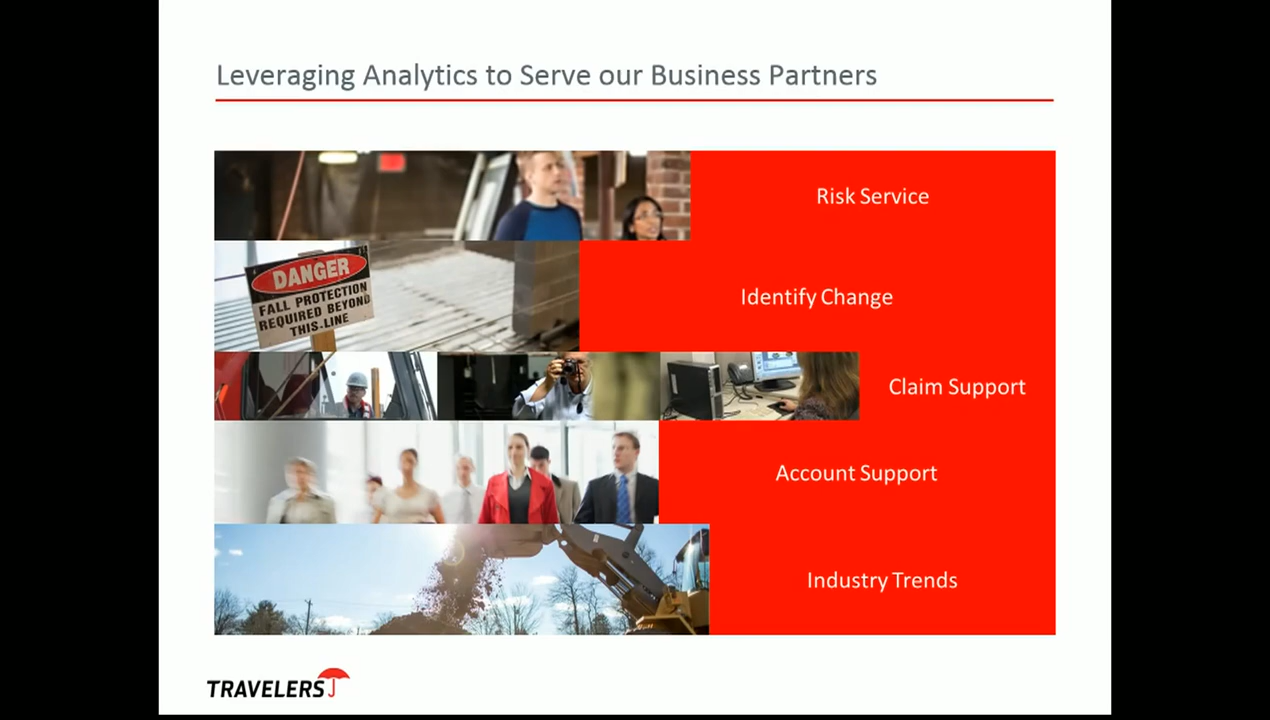 Leveraging Analytics to Serve our Business Partners
Risk Service
DANGER
FALL PROTECTION
REQUIRED BEYOND
THIS LINE
Identify Change
Claim Support
Account Support
Industry Trends
TRAVELERS